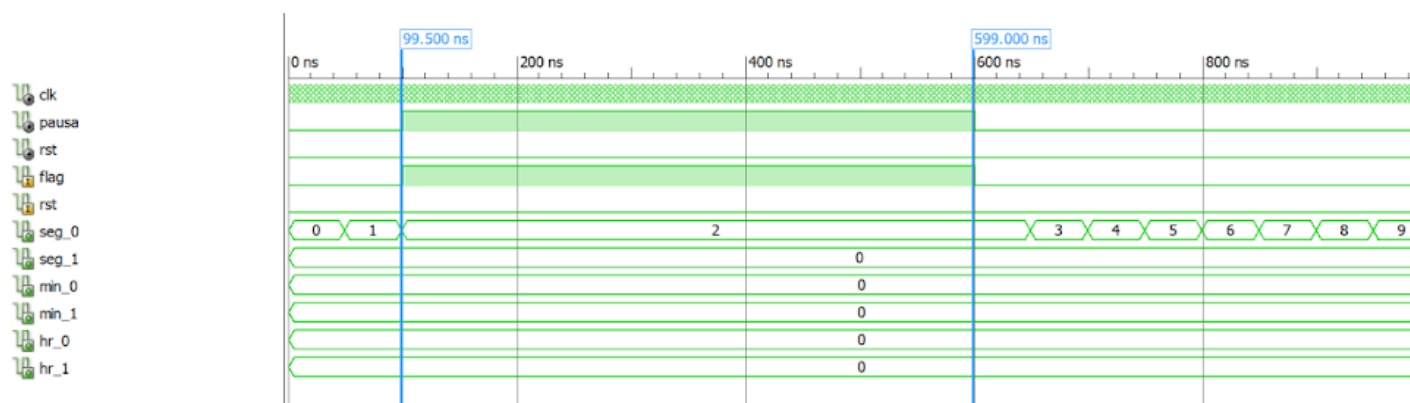 99.500 ns 599.000 ns
0 ns 200 ns 400 ns 600 ns 800 ns
clk
pausa
rst
flag
rst
seg_0 0 1 2 3 4 5 6 7 8 9
seg_1 0
min_0 0
min_1 0
hr_0 0
hr_1 0